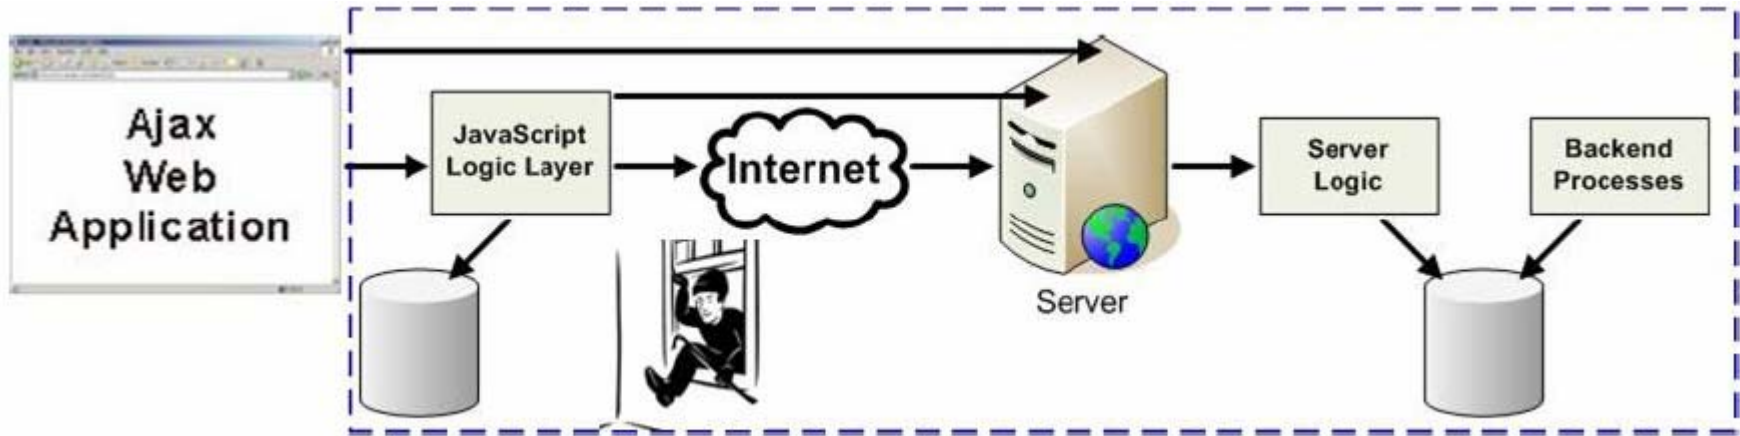 Ajax
Web
Application
JavaScript
Logic Layer
Internet
Server
Server
Logic
Backend
Processes